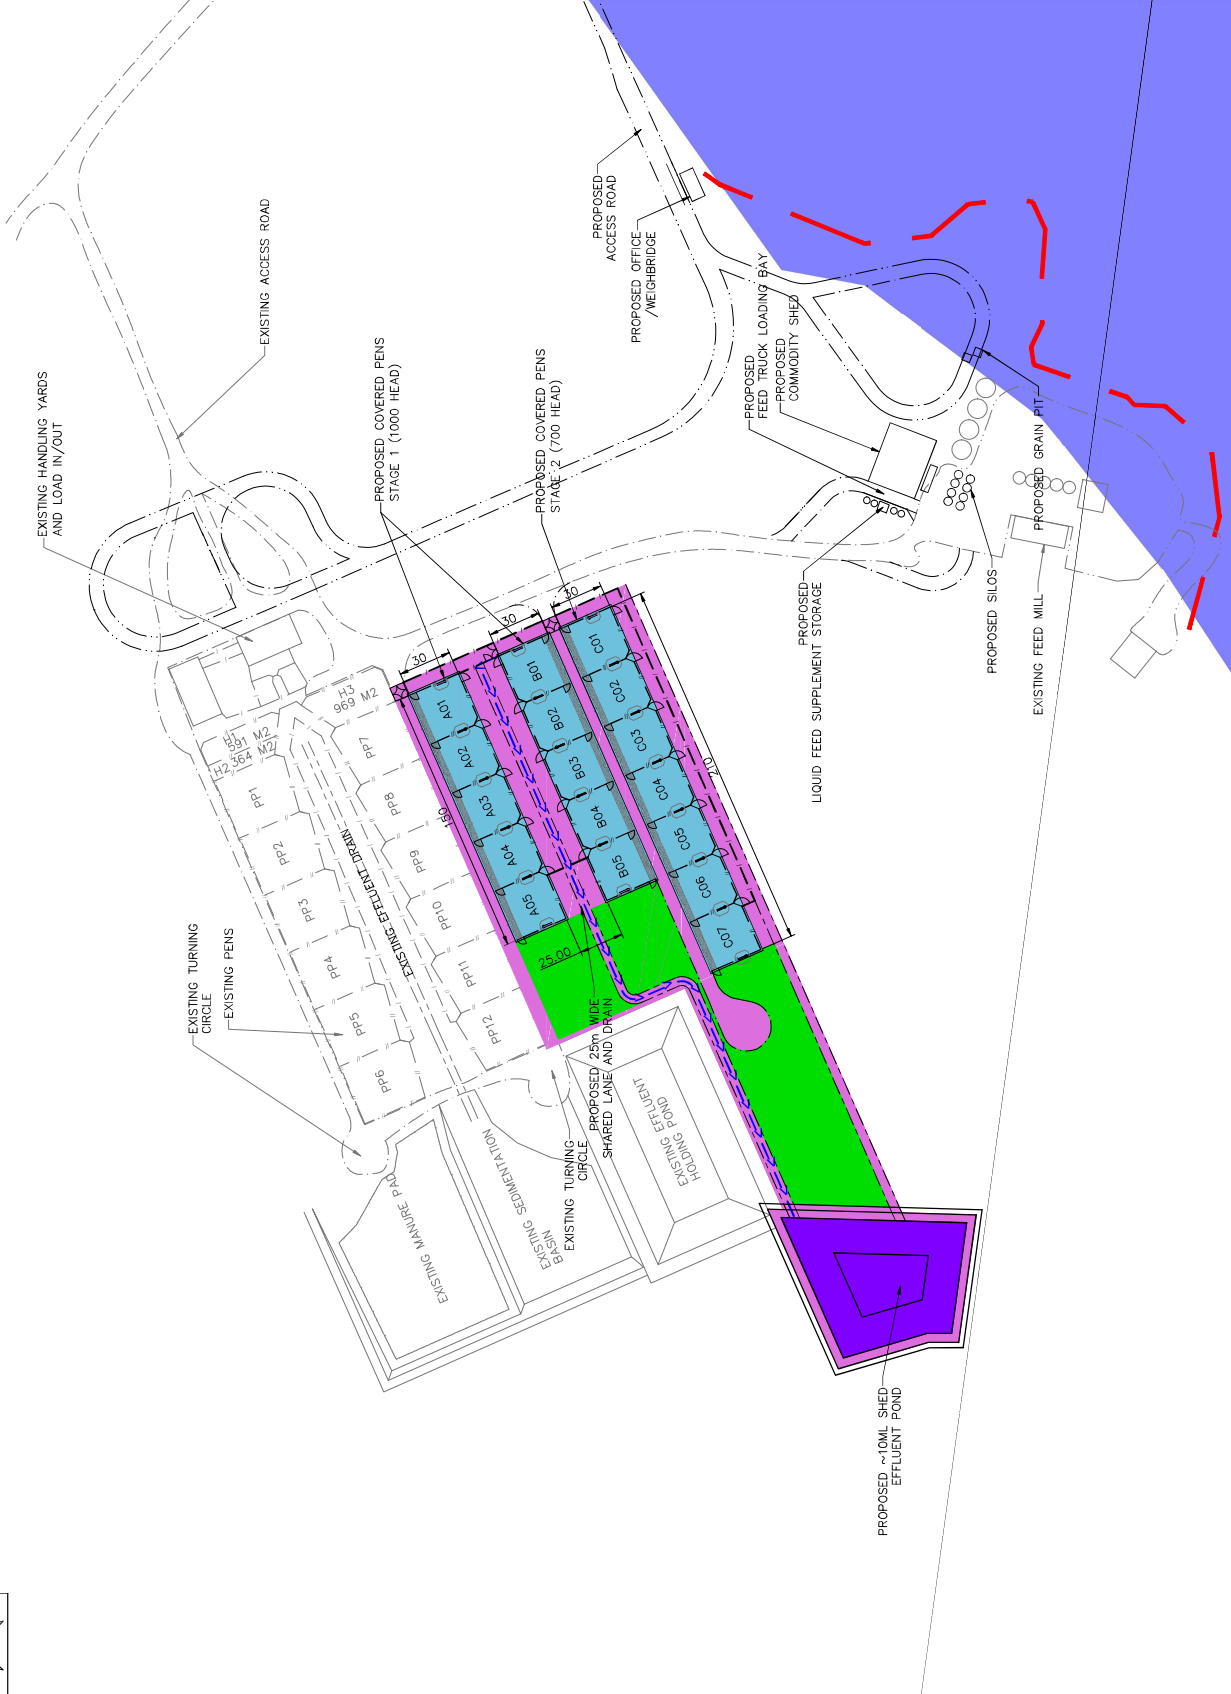 EXISTING HANDLING YARDS
AND LOAD IN/OUT
EXISTING ACCESS ROAD
PROPOSED COVERED PENS
STAGE 1 (1000 HEAD)
PROPOSED COVERED PENS
STAGE 2 (700 HEAD)
PROPOSED
ACCESS ROAD
PROPOSED OFFICE
/WEIGHBRIDGE
PROPOSED
FEED TRUCK LOADING BAY
PROPOSED
COMMODITY SHED
PROPOSED GRAIN PIT
PROPOSED
LIQUID FEED SUPPLEMENT STORAGE
PROPOSED SILOS
EXISTING FEED MILL
H1
591 M2
H2 364 M2
H3
969 M2
PP1
PP2
PP3
PP4
PP5
PP6
PP7
PP8
PP9
PP10
PP11
PP12
EXISTING EFFLUENT DRAIN
30
30
30
150
210
25.00
A01
A02
A03
A04
A05
B01
B02
B03
B04
B05
C01
C02
C03
C04
C05
C06
C07
EXISTING TURNING
CIRCLE
EXISTING PENS
PROPOSED 25m WIDE
SHARED LANE AND DRAIN
EXISTING TURNING
CIRCLE
EXISTING MANURE PAD
EXISTING SEDIMENTATION
BASIN
EXISTING EFFLUENT
HOLDING POND
PROPOSED ~10ML SHED
EFFLUENT POND